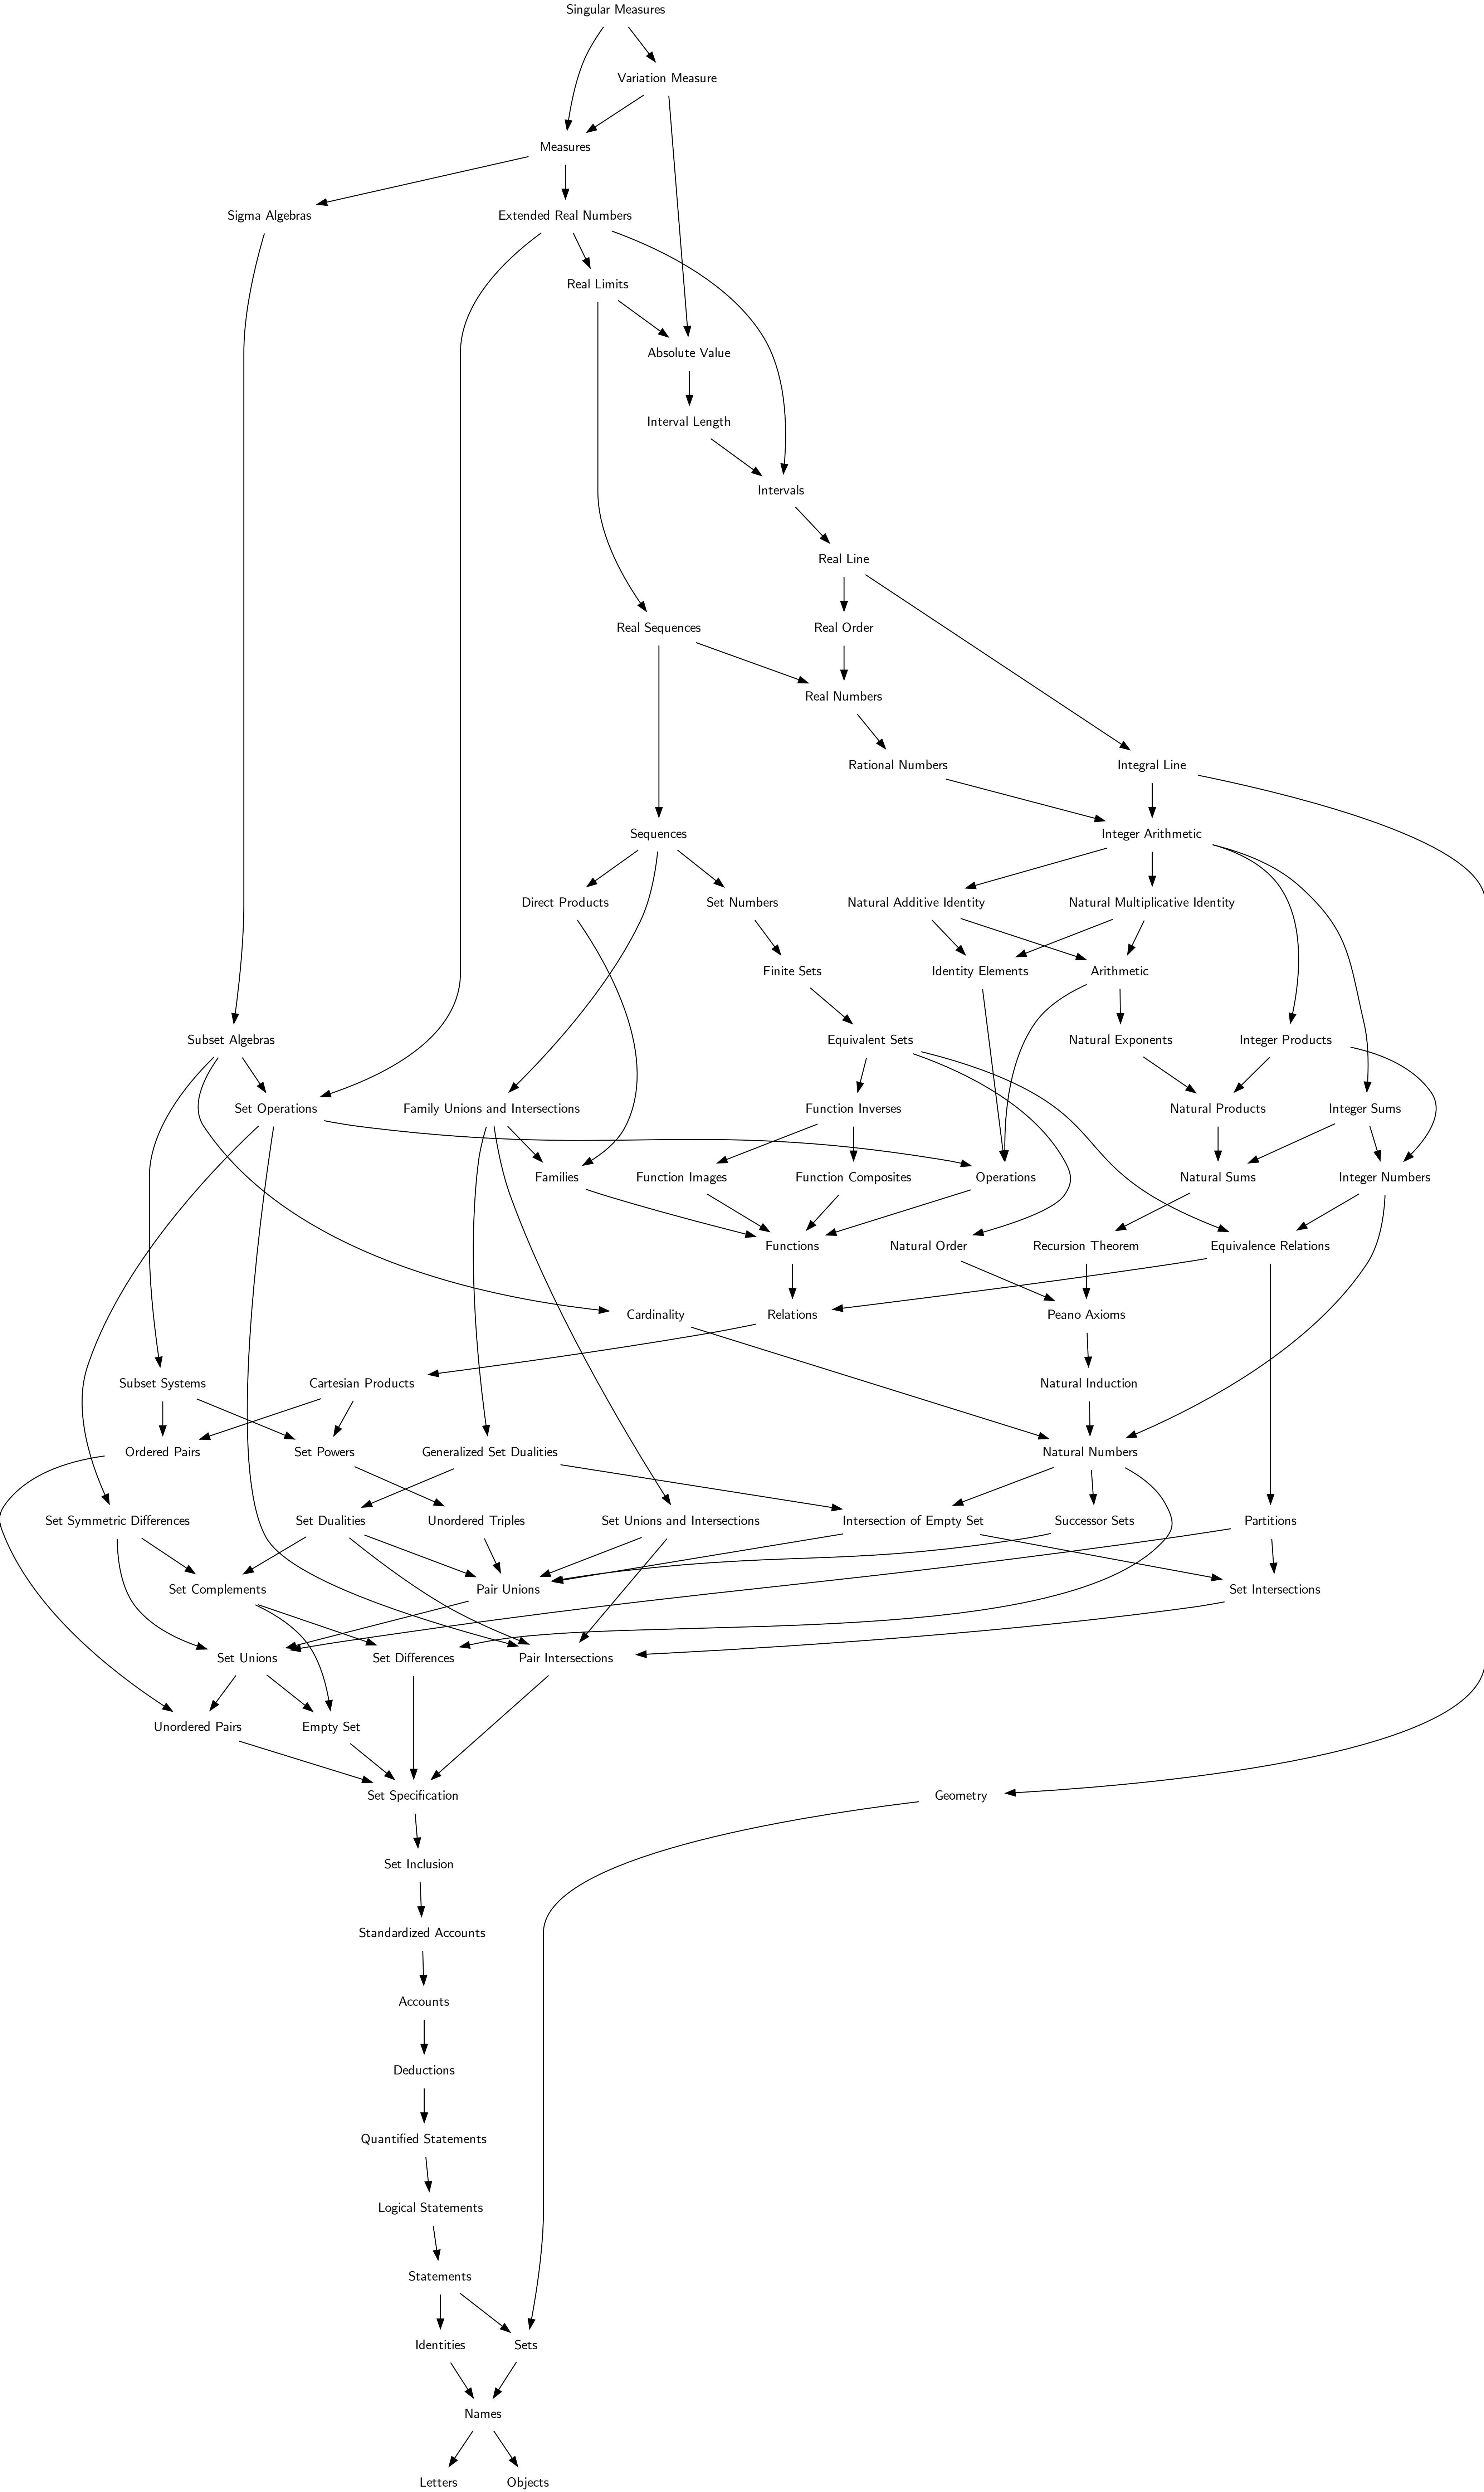 Singular Measures
Variation Measure
Measures
Sigma Algebras
Extended Real Numbers
Real Limits
Absolute Value
Interval Length
Intervals
Real Line
Real Sequences
Real Order
Real Numbers
Rational Numbers
Integral Line
Sequences
Integer Arithmetic
Direct Products
Set Numbers
Natural Additive Identity
Natural Multiplicative Identity
Finite Sets
Identity Elements
Arithmetic
Subset Algebras
Equivalent Sets
Natural Exponents
Integer Products
Set Operations
Family Unions and Intersections
Function Inverses
Natural Products
Integer Sums
Families
Function Images
Function Composites
Operations
Natural Sums
Integer Numbers
Functions
Natural Order
Recursion Theorem
Equivalence Relations
Cardinality
Relations
Peano Axioms
Subset Systems
Cartesian Products
Natural Induction
Ordered Pairs
Set Powers
Generalized Set Dualities
Natural Numbers
Set Symmetric Differences
Set Dualities
Unordered Triples
Set Unions and Intersections
Intersection of Empty Set
Successor Sets
Partitions
Set Complements
Pair Unions
Set Intersections
Set Unions
Set Differences
Pair Intersections
Unordered Pairs
Empty Set
Set Specification
Geometry
Set Inclusion
Standardized Accounts
Accounts
Deductions
Quantified Statements
Logical Statements
Statements
Identities
Sets
Names
Letters
Objects